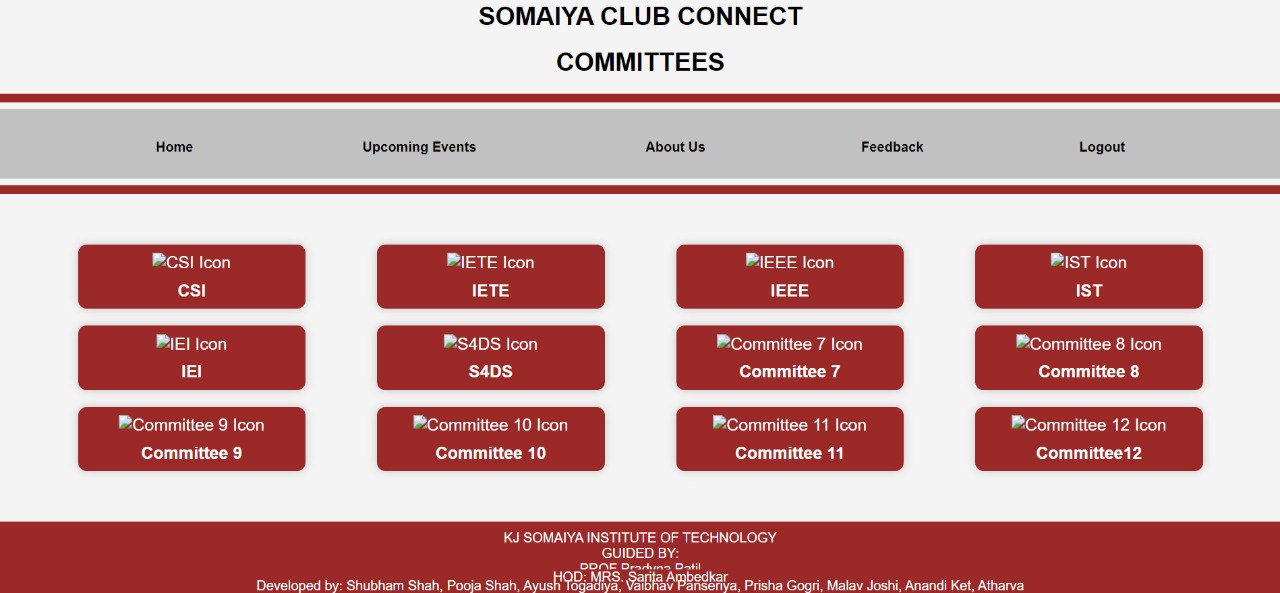 SOMAIYA CLUB CONNECT
COMMITTEES
Home Upcoming Events About Us Feedback Logout
CSI Icon IETE Icon IEEE Icon IST Icon
CSI IETE IEEE IST
IEI Icon S4DS Icon Committee 7 Icon Committee 8 Icon
IEI S4DS Committee 7 Committee 8
Committee 9 Icon Committee 10 Icon Committee 11 Icon Committee 12 Icon
Committee 9 Committee 10 Committee 11 Committee12
KJ SOMAIYA INSTITUTE OF TECHNOLOGY
GUIDED BY:
PROF Pradyna Patil
HOD: MRS. Sarita Ambedkar
Developed by: Shubham Shah, Pooja Shah, Ayush Togadiya, Vaibhav Panseriya, Prisha Gogri, Malav Joshi, Anandi Ket, Atharva